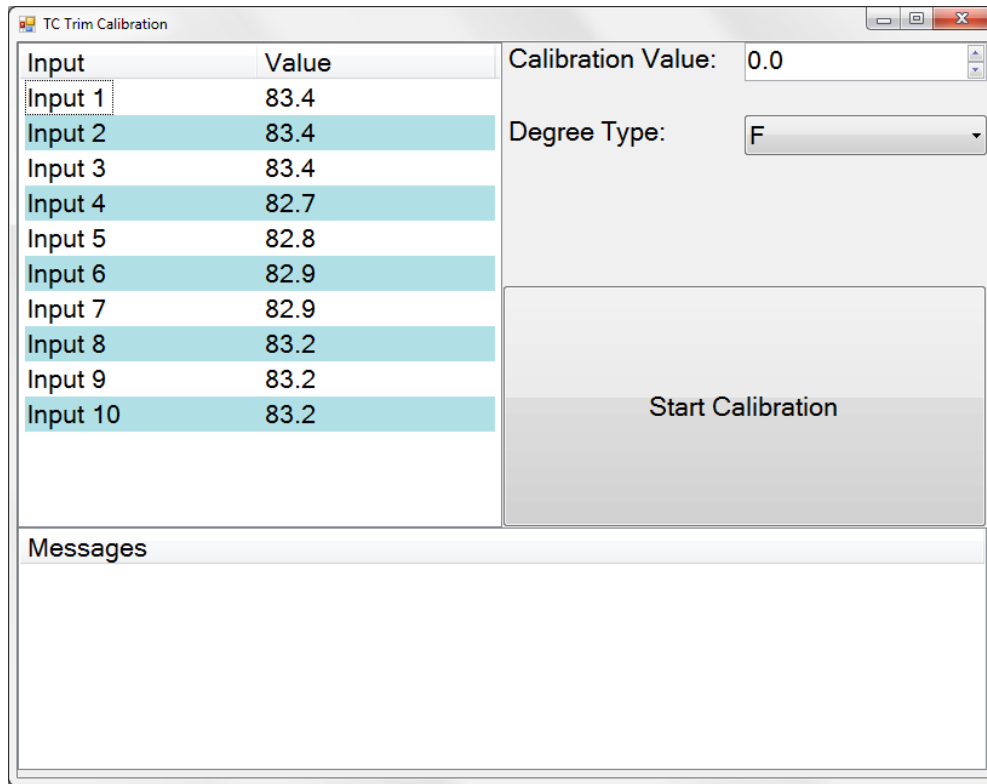 TC Trim Calibration
Input Value
Input 1 83.4
Input 2 83.4
Input 3 83.4
Input 4 82.7
Input 5 82.8
Input 6 82.9
Input 7 82.9
Input 8 83.2
Input 9 83.2
Input 10 83.2
Calibration Value: 0.0
Degree Type: F
Start Calibration
Messages